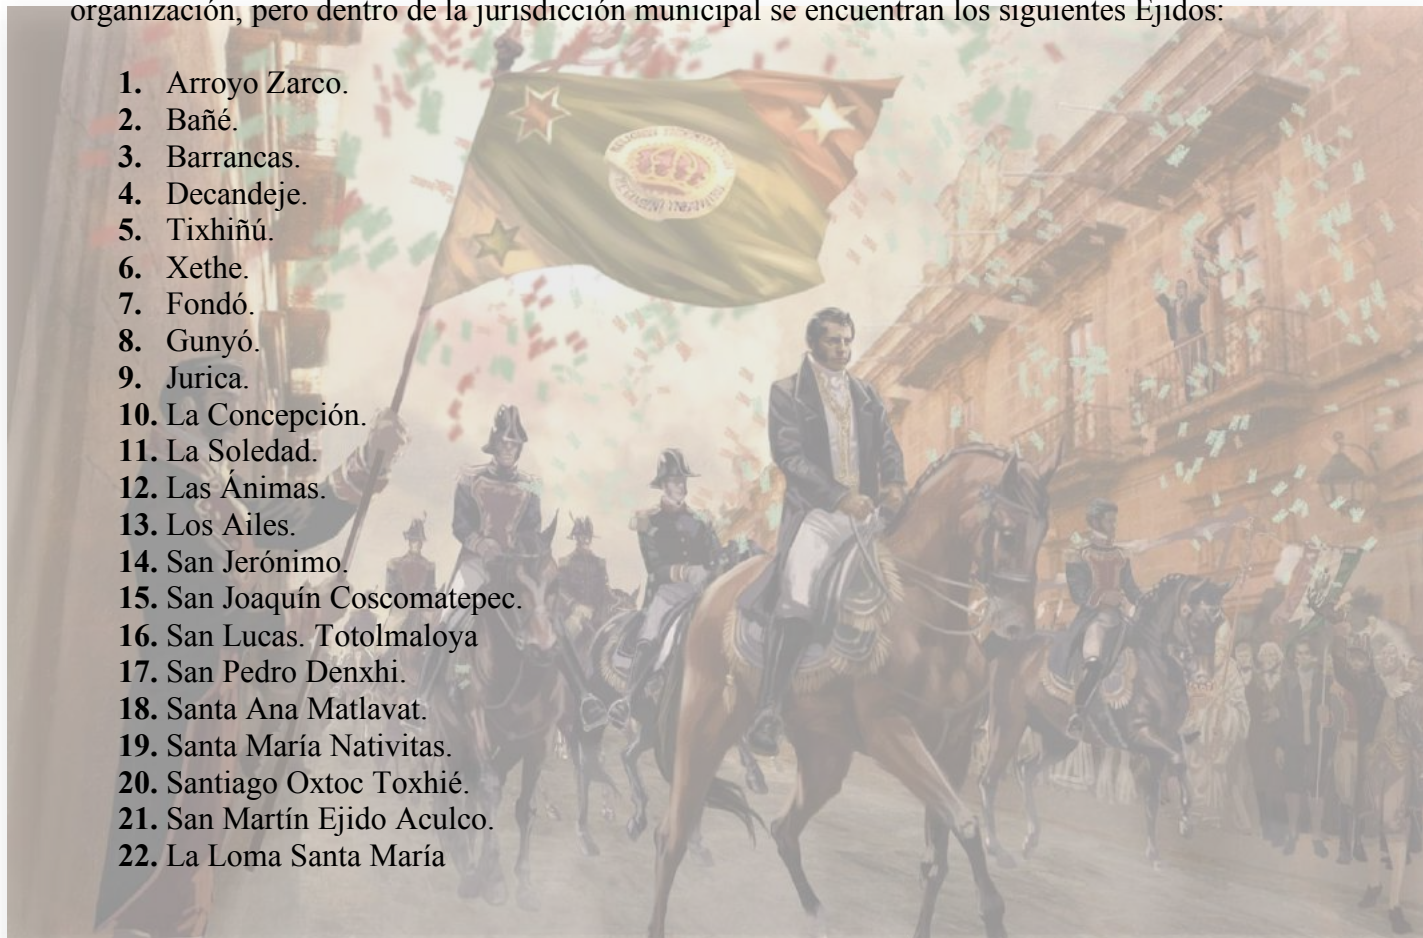 organización, pero dentro de la jurisdicción municipal se encuentran los siguientes Ejidos:
1. Arroyo Zarco.
2. Bañé.
3. Barrancas.
4. Decandeje.
5. Tixhiñú.
6. Xethe.
7. Fondó.
8. Gunyó.
9. Jurica.
10. La Concepción.
11. La Soledad.
12. Las Ánimas.
13. Los Ailes.
14. San Jerónimo.
15. San Joaquín Coscomatepec.
16. San Lucas. Totolmaloya
17. San Pedro Denxhi.
18. Santa Ana Matlavat.
19. Santa María Nativitas.
20. Santiago Oxtoc Toxhié.
21. San Martín Ejido Aculco.
22. La Loma Santa María